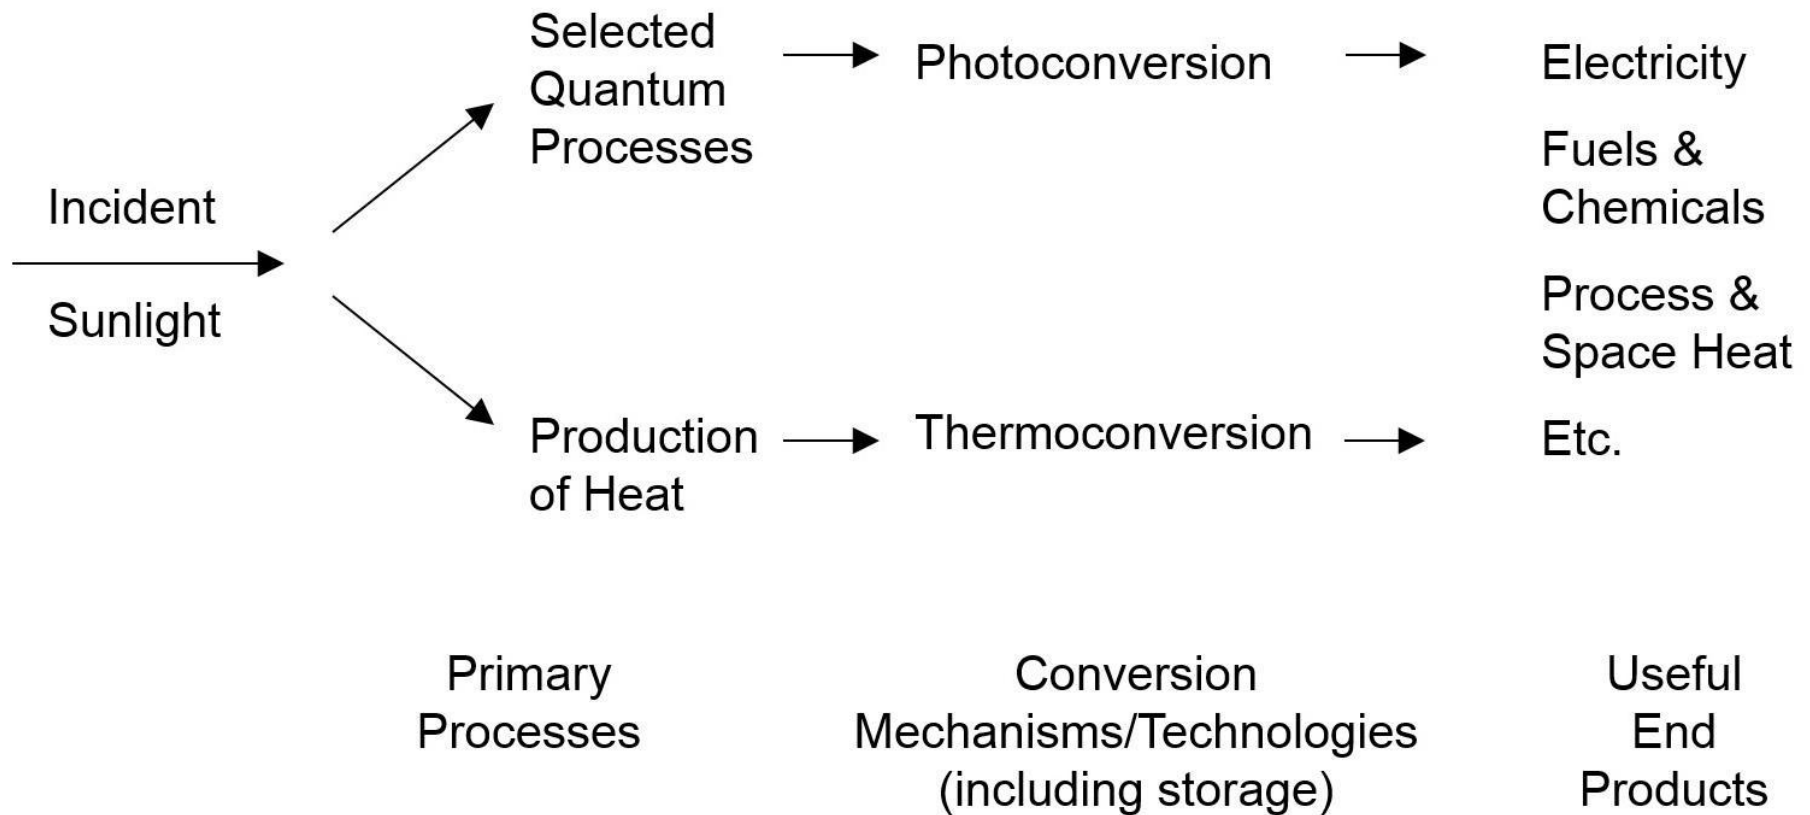 Incident
Sunlight
Selected
Quantum
Processes
Photoconversion
Electricity
Fuels &
Chemicals
Process &
Space Heat
Etc.
Production
of Heat
Thermoconversion
Primary
Processes
Conversion
Mechanisms/Technologies
(including storage)
Useful
End
Products